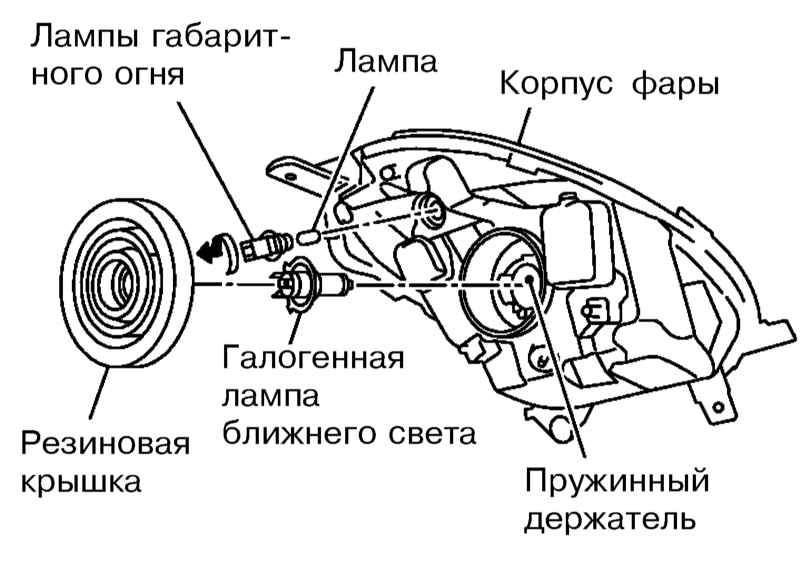 Лампы габарит-
ного огня
Лампа
Корпус фары
Галогенная
лампа
ближнего света
Резиновая
крышка
Пружинный
держатель